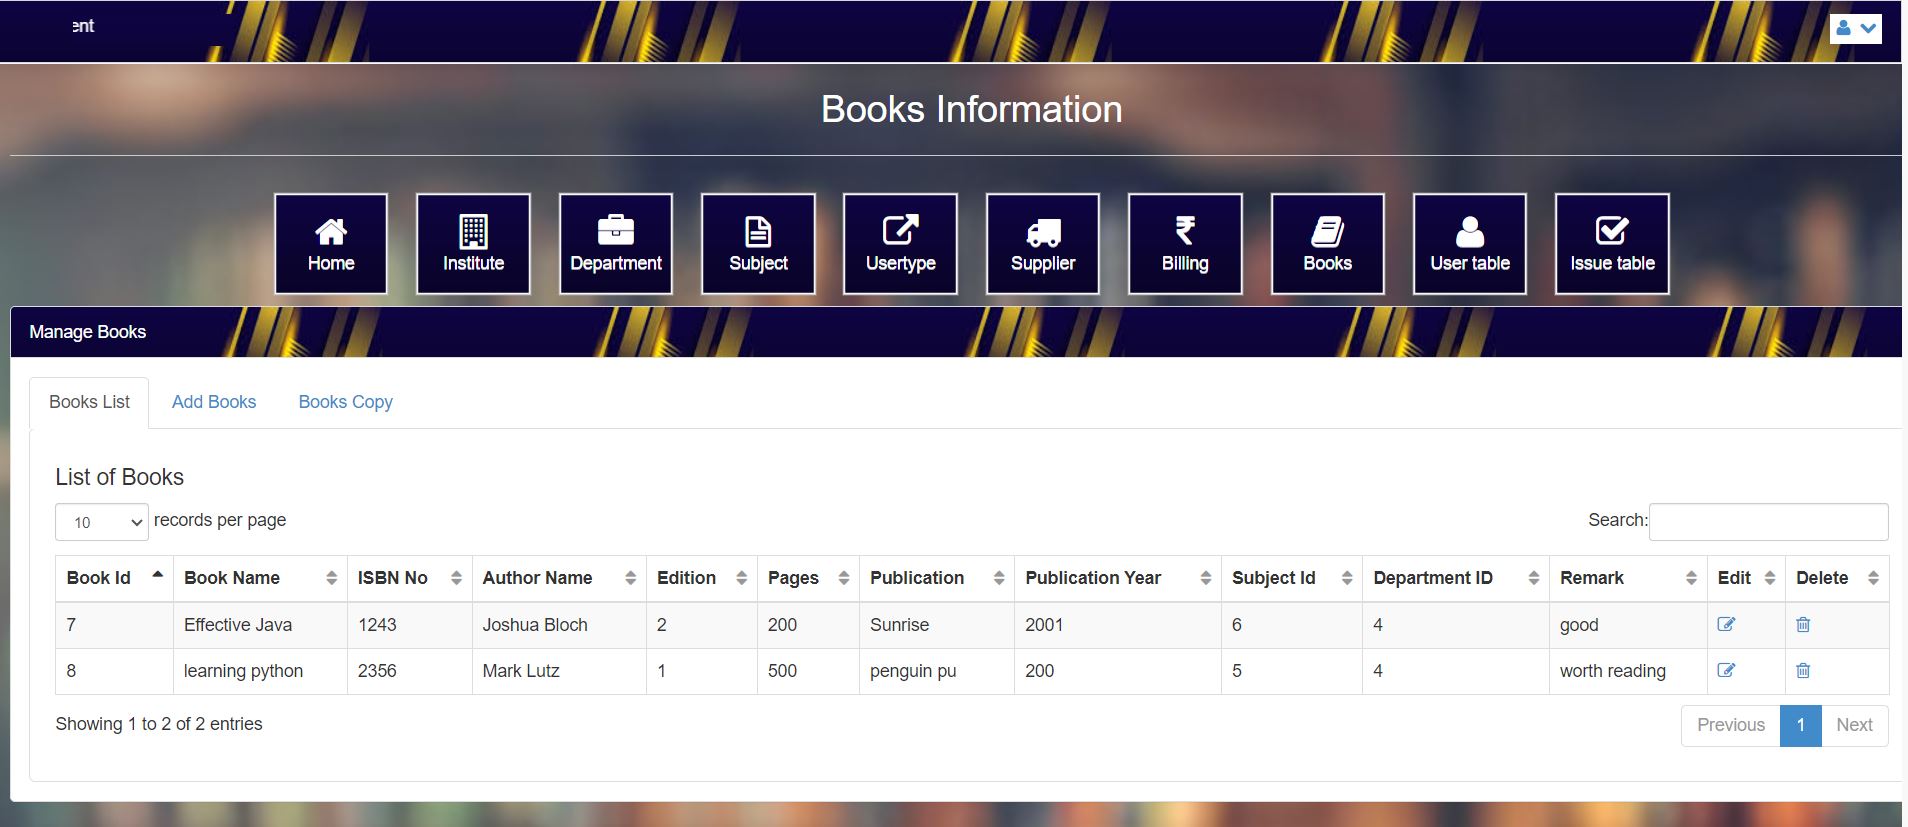 ent
Books Information
Home Institute Department Subject Usertype Supplier Billing Books User table Issue table
Manage Books
Books List Add Books Books Copy
List of Books
10 records per page Search:
Book Id Book Name ISBN No Author Name Edition Pages Publication Publication Year Subject Id Department ID Remark Edit Delete
7 Effective Java 1243 Joshua Bloch 2 200 Sunrise 2001 6 4 good
8 learning python 2356 Mark Lutz 1 500 penguin pu 200 5 4 worth reading
Showing 1 to 2 of 2 entries Previous 1 Next